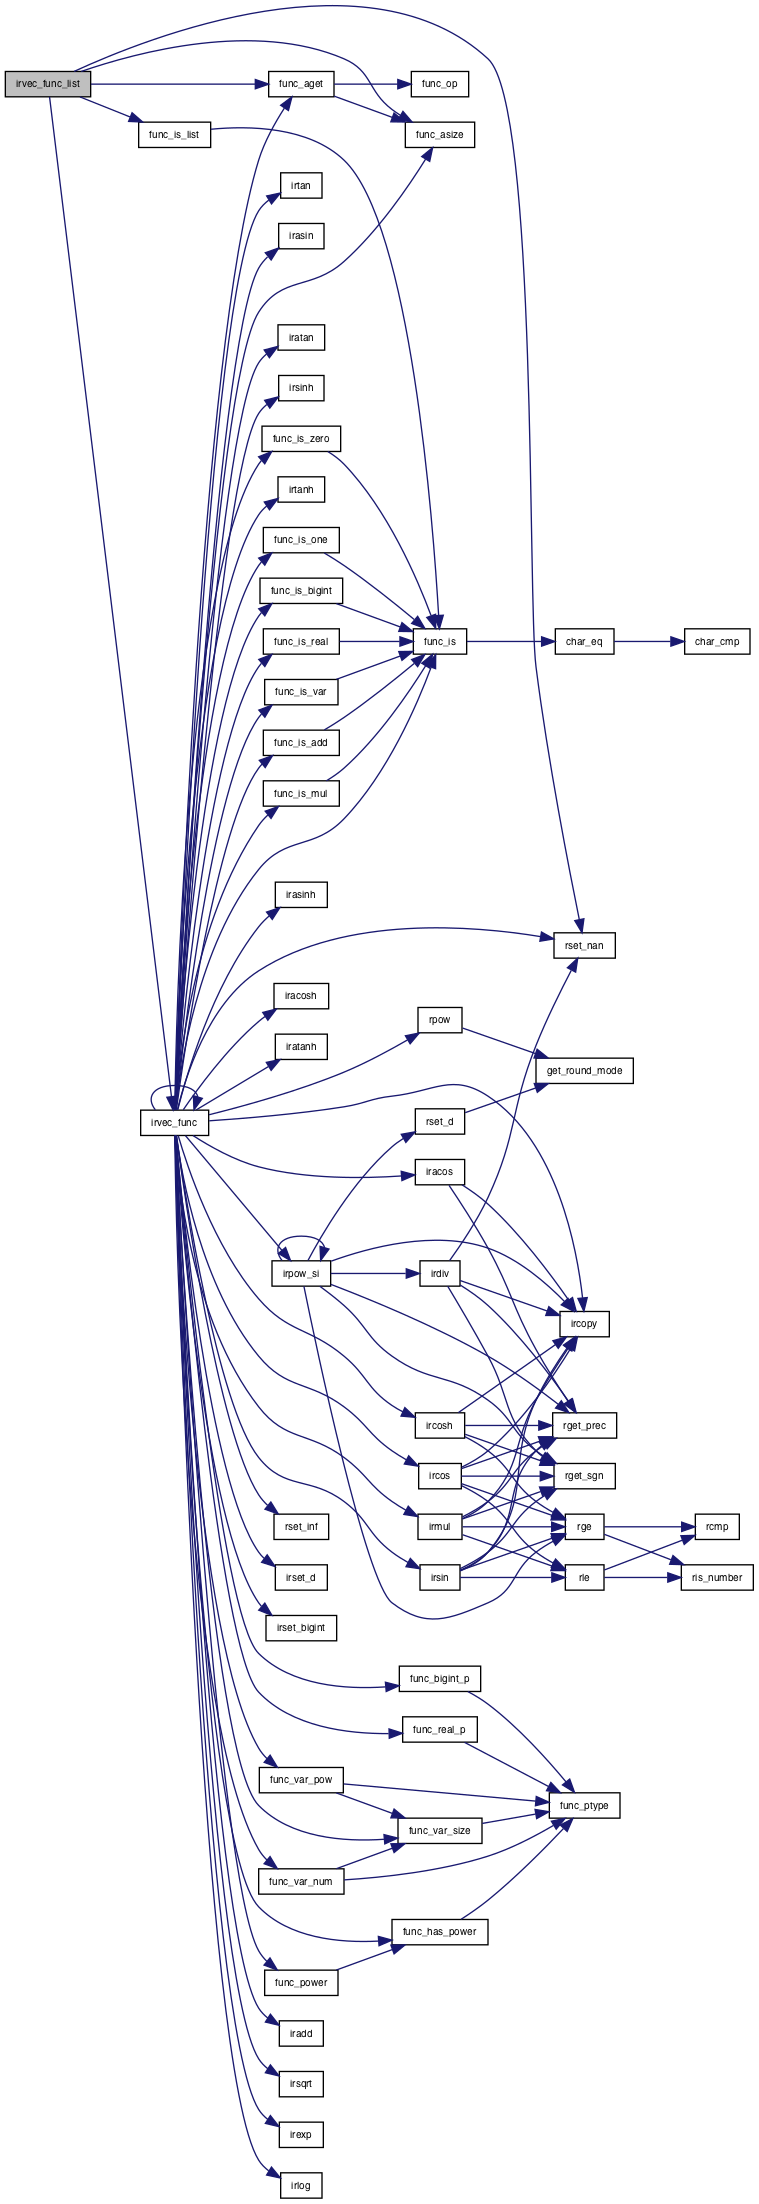 irvec_func_list
func_aget
func_op
func_is_list
func_asize
irtan
irasin
iratan
irsinh
func_is_zero
irtanh
func_is_one
func_is_bigint
func_is_real
func_is
char_eq
char_cmp
func_is_var
func_is_add
func_is_mul
irasinh
rset_nan
iracosh
rpow
iratanh
get_round_mode
irvec_func
rset_d
iracos
irpow_si
irdiv
ircopy
ircosh
rget_prec
ircos
rget_sgn
rset_inf
irmul
rge
rcmp
irset_d
irsin
rle
ris_number
irset_bigint
func_bigint_p
func_real_p
func_var_pow
func_ptype
func_var_size
func_var_num
func_has_power
func_power
iradd
irsqrt
irexp
irlog